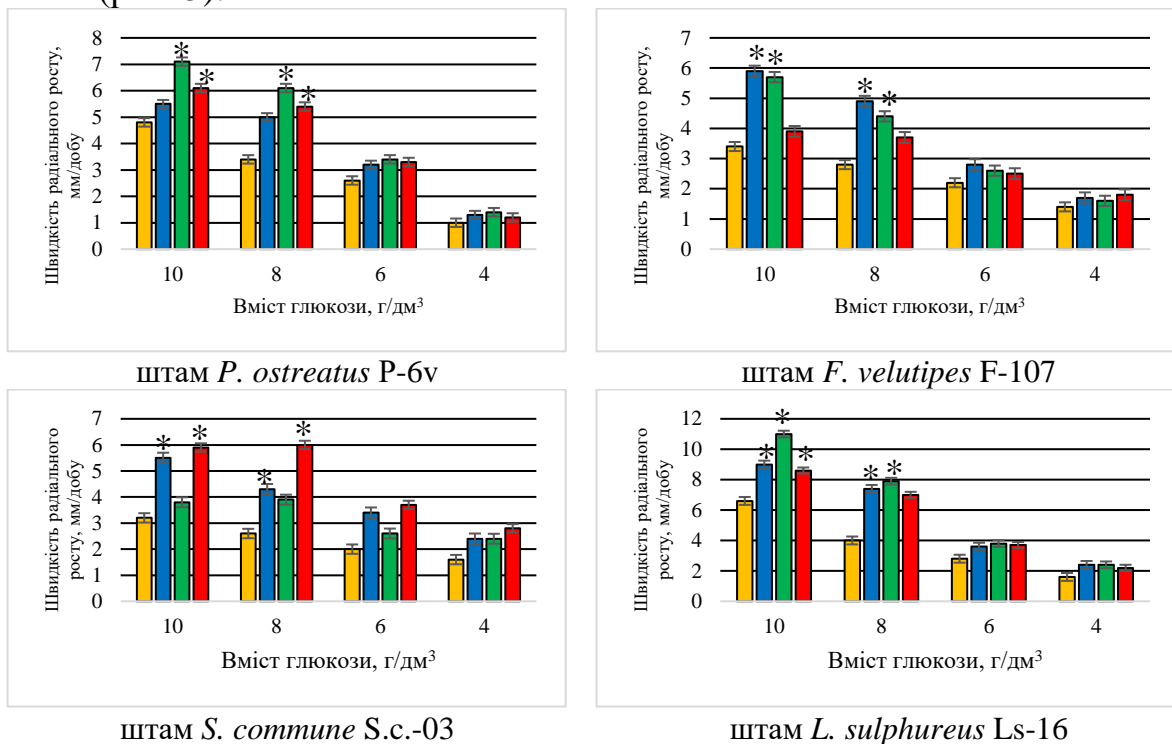 8
7
6
5
4
3
2
1
0
Швидкість радіального росту,
мм/добу
* * * *
10 8 6 4
Вміст глюкози, г/дм³
штам P. ostreatus P-6v
7
6
5
4
3
2
1
0
Швидкість радіального росту,
мм/добу
* * * *
10 8 6 4
Вміст глюкози, г/дм³
штам F. velutipes F-107
7
6
5
4
3
2
1
0
Швидкість радіального
росту, мм/добу
* * * *
10 8 6 4
Вміст глюкози, г/дм³
штам S. commune S.c.-03
12
10
8
6
4
2
0
Швидкість радіального
росту, мм/добу
* * * * *
10 8 6 4
Вміст глюкози, г/дм³
штам L. sulphureus Ls-16